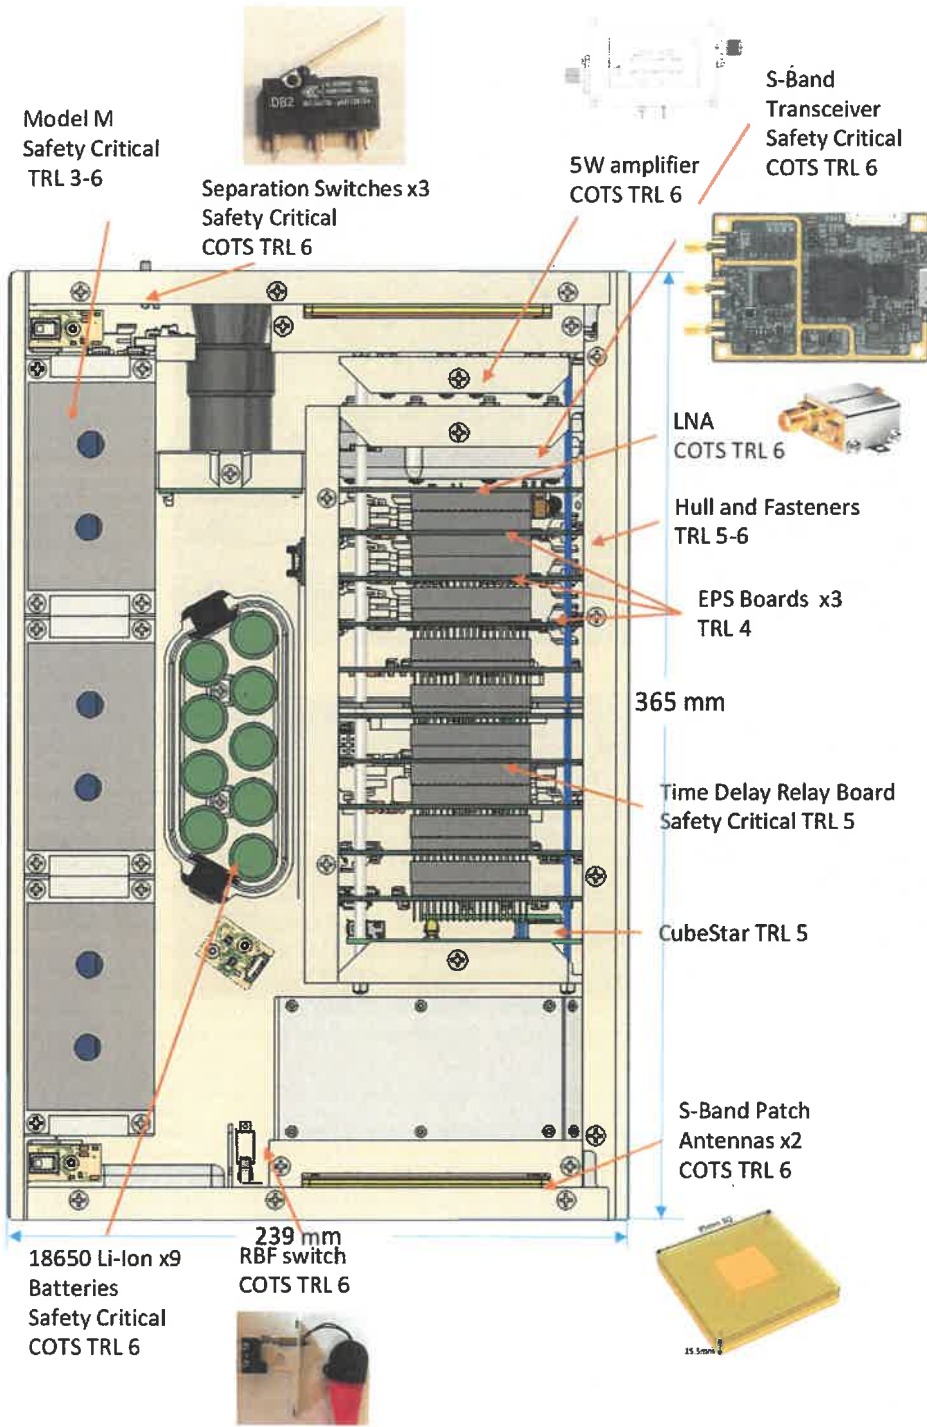 Model M
Safety Critical
TRL 3-6
DB2
Separation Switches x3
Safety Critical
COTS TRL 6
5W amplifier
COTS TRL 6
S-Band
Transceiver
Safety Critical
COTS TRL 6
LNA
COTS TRL 6
Hull and Fasteners
TRL 5-6
EPS Boards x3
TRL 4
365 mm
Time Delay Relay Board
Safety Critical TRL 5
CubeStar TRL 5
S-Band Patch
Antennas x2
COTS TRL 6
239 mm
18650 Li-Ion x9
Batteries
Safety Critical
COTS TRL 6
RBF switch
COTS TRL 6
15.5mm